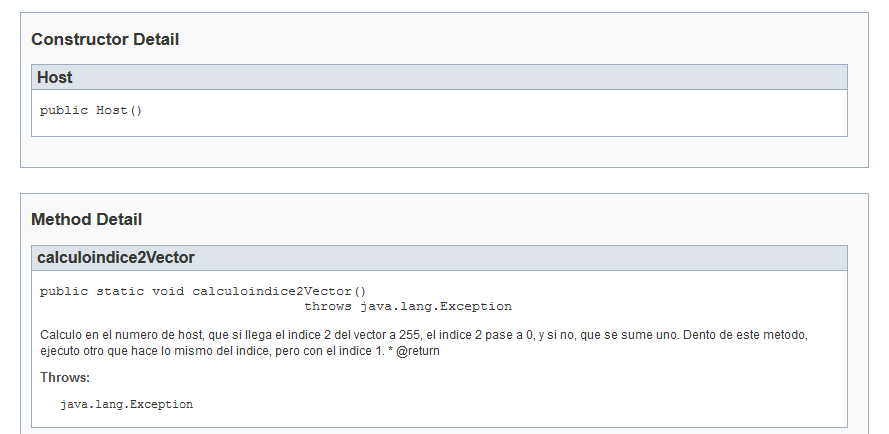 Constructor Detail
Host
public Host()
Method Detail
calculoindice2Vector
public static void calculoindice2Vector()
throws java.lang.Exception
Calculo en el numero de host, que si llega el indice 2 del vector a 255, el indice 2 pase a 0, y si no, que se sume uno. Dento de este metodo,
ejecuto otro que hace lo mismo del indice, pero con el indice 1. * @return
Throws:
java.lang.Exception